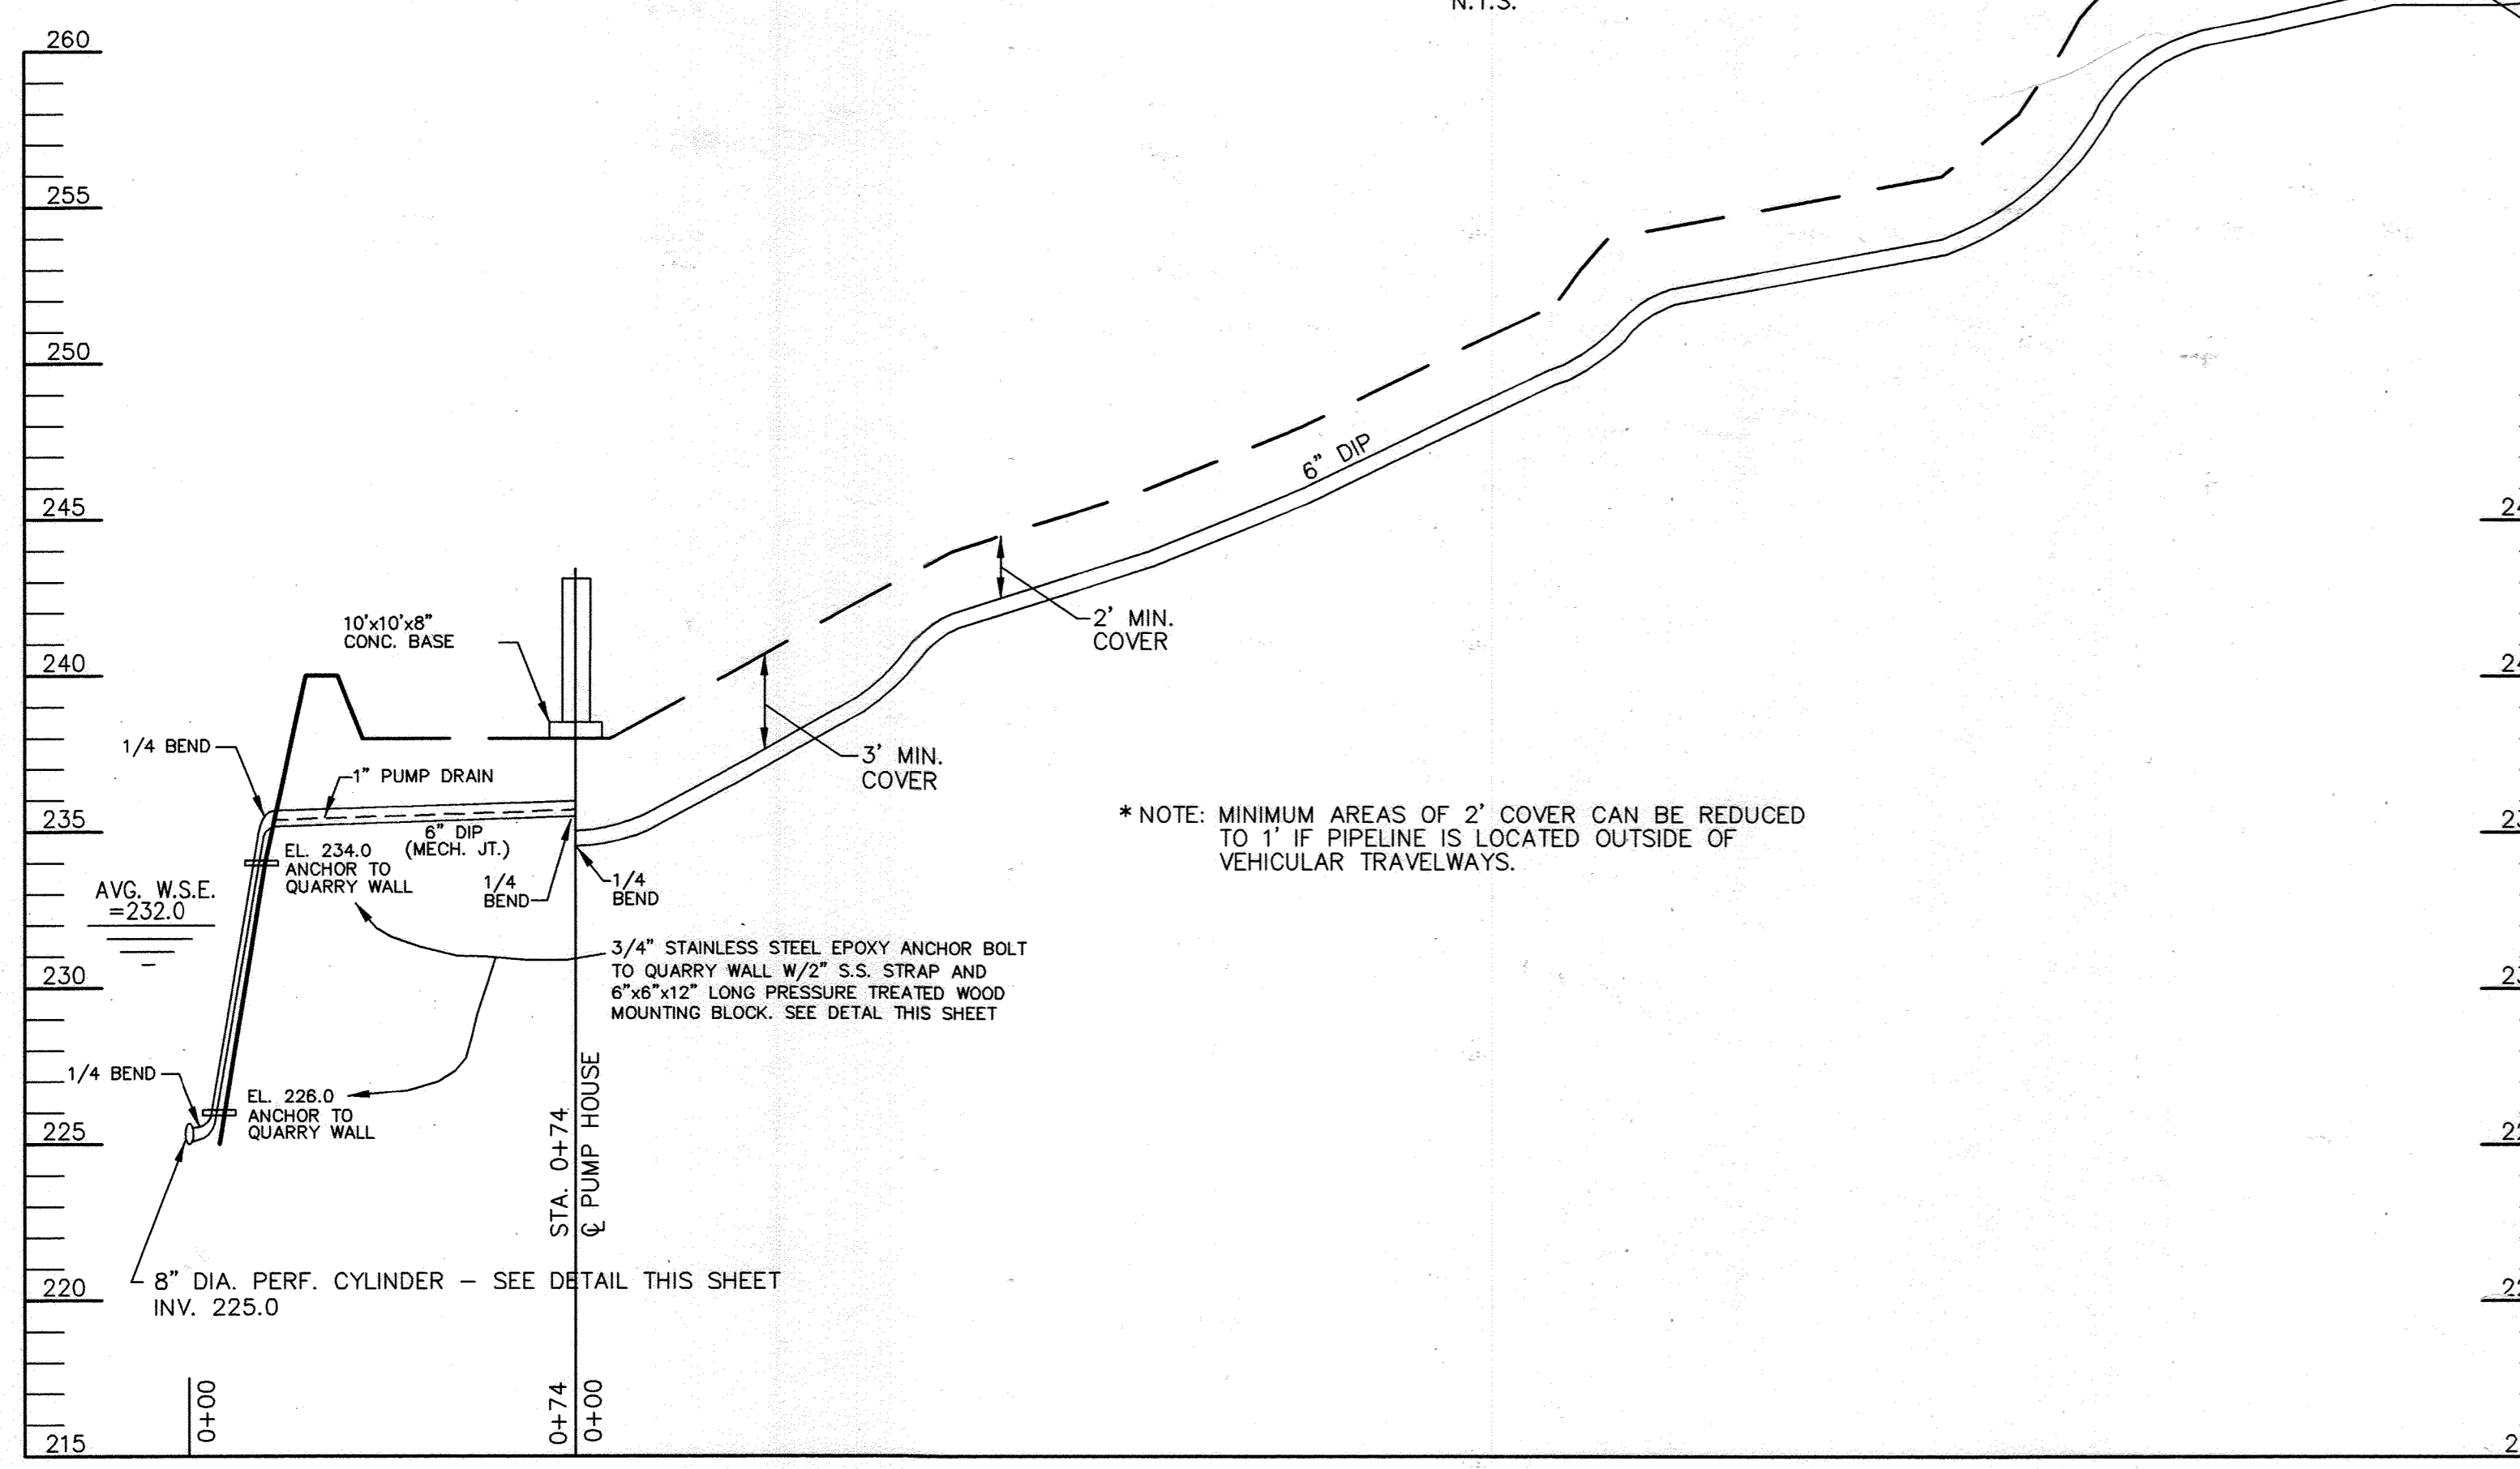 N.T.S.
260
255
250
245
240
235
230
225
220
215
6" DIP
2' MIN.
COVER
3' MIN.
COVER
10'x10'x8"
CONC. BASE
1/4 BEND
1" PUMP DRAIN
6" DIP
(MECH. JT.)
EL. 234.0
ANCHOR TO
QUARRY WALL
1/4
BEND
1/4
BEND
AVG. W.S.E.
=232.0
* NOTE: MINIMUM AREAS OF 2' COVER CAN BE REDUCED
TO 1' IF PIPELINE IS LOCATED OUTSIDE OF
VEHICULAR TRAVELWAYS.
3/4" STAINLESS STEEL EPOXY ANCHOR BOLT
TO QUARRY WALL W/2" S.S. STRAP AND
6"x6"x12" LONG PRESSURE TREATED WOOD
MOUNTING BLOCK. SEE DETAL THIS SHEET
1/4 BEND
EL. 226.0
ANCHOR TO
QUARRY WALL
STA. 0+74
℄ PUMP HOUSE
8" DIA. PERF. CYLINDER – SEE DETAIL THIS SHEET
INV. 225.0
0+00
0+74
0+00